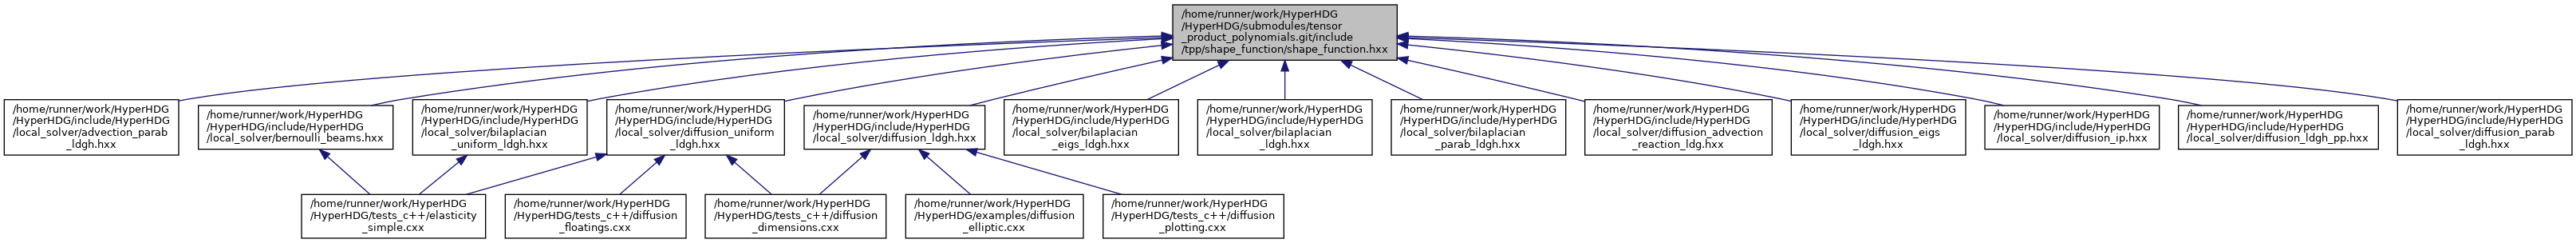 /home/runner/work/HyperHDG
/HyperHDG/submodules/tensor
_product_polynomials.git/include
/tpp/shape_function/shape_function.hxx
/home/runner/work/HyperHDG
/HyperHDG/include/HyperHDG
/local_solver/advection_parab
_ldgh.hxx
/home/runner/work/HyperHDG
/HyperHDG/include/HyperHDG
/local_solver/bernoulli_beams.hxx
/home/runner/work/HyperHDG
/HyperHDG/include/HyperHDG
/local_solver/bilaplacian
_uniform_ldgh.hxx
/home/runner/work/HyperHDG
/HyperHDG/include/HyperHDG
/local_solver/diffusion_uniform
_ldgh.hxx
/home/runner/work/HyperHDG
/HyperHDG/include/HyperHDG
/local_solver/diffusion_ldgh.hxx
/home/runner/work/HyperHDG
/HyperHDG/include/HyperHDG
/local_solver/bilaplacian
_eigs_ldgh.hxx
/home/runner/work/HyperHDG
/HyperHDG/include/HyperHDG
/local_solver/bilaplacian
_ldgh.hxx
/home/runner/work/HyperHDG
/HyperHDG/include/HyperHDG
/local_solver/bilaplacian
_parab_ldgh.hxx
/home/runner/work/HyperHDG
/HyperHDG/include/HyperHDG
/local_solver/diffusion_advection
_reaction_ldg.hxx
/home/runner/work/HyperHDG
/HyperHDG/include/HyperHDG
/local_solver/diffusion_eigs
_ldgh.hxx
/home/runner/work/HyperHDG
/HyperHDG/include/HyperHDG
/local_solver/diffusion_ip.hxx
/home/runner/work/HyperHDG
/HyperHDG/include/HyperHDG
/local_solver/diffusion_ldgh_pp.hxx
/home/runner/work/HyperHDG
/HyperHDG/include/HyperHDG
/local_solver/diffusion_parab
_ldgh.hxx
/home/runner/work/HyperHDG
/HyperHDG/tests_c++/elasticity
_simple.cxx
/home/runner/work/HyperHDG
/HyperHDG/tests_c++/diffusion
_floatings.cxx
/home/runner/work/HyperHDG
/HyperHDG/tests_c++/diffusion
_dimensions.cxx
/home/runner/work/HyperHDG
/HyperHDG/examples/diffusion
_elliptic.cxx
/home/runner/work/HyperHDG
/HyperHDG/tests_c++/diffusion
_plotting.cxx